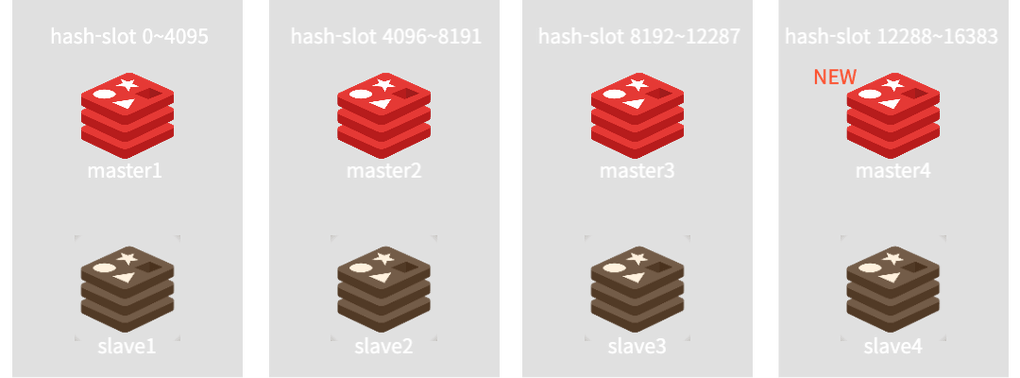 hash-slot 0~4095
hash-slot 4096~8191
hash-slot 8192~12287
hash-slot 12288~16383
NEW
master1
master2
master3
master4
slave1
slave2
slave3
slave4